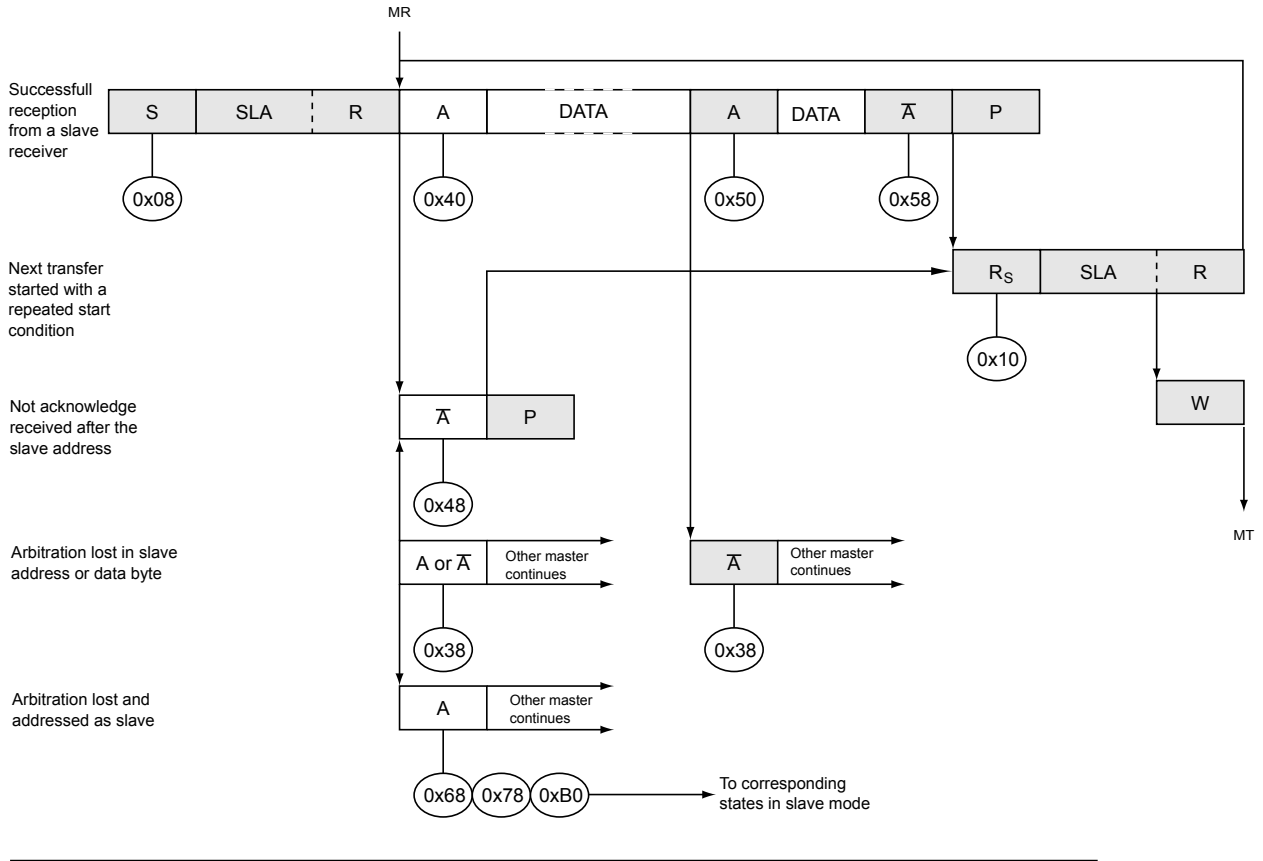 MR
Successfull
reception
from a slave
receiver
S SLA R A DATA A DATA A̅ P
0x08 0x40 0x50 0x58
Next transfer
started with a
repeated start
condition
RS SLA R
0x10
Not acknowledge
received after the
slave address
A̅ P
W
0x48
MT
Arbitration lost in slave
address or data byte
A or A̅
Other master
continues
A̅
Other master
continues
0x38 0x38
Arbitration lost and
addressed as slave
A
Other master
continues
0x68 0x78 0xB0
To corresponding
states in slave mode